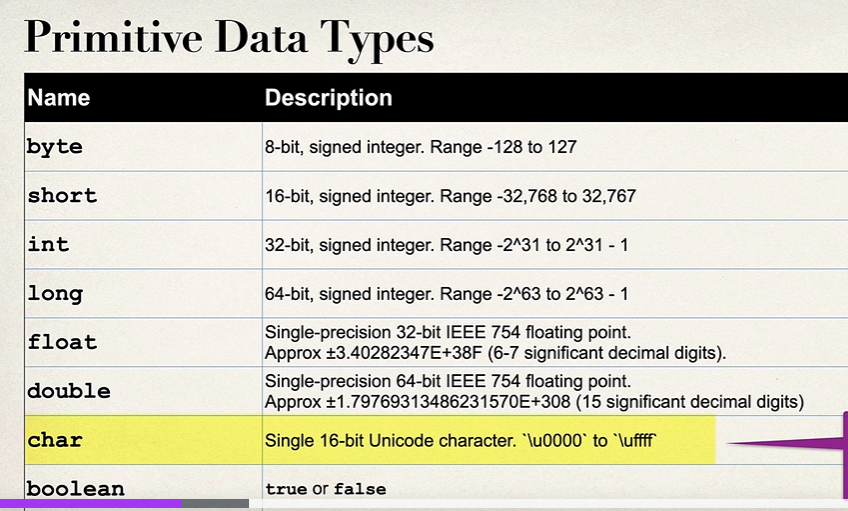 Primitive Data Types
Name Description
byte 8-bit, signed integer. Range -128 to 127
short 16-bit, signed integer. Range -32,768 to 32,767
int 32-bit, signed integer. Range -2^31 to 2^31 - 1
long 64-bit, signed integer. Range -2^63 to 2^63 - 1
float Single-precision 32-bit IEEE 754 floating point.
Approx ±3.40282347E+38F (6-7 significant decimal digits).
double Single-precision 64-bit IEEE 754 floating point.
Approx ±1.79769313486231570E+308 (15 significant decimal digits)
char Single 16-bit Unicode character. `\u0000` to `\uffff`
boolean true or false